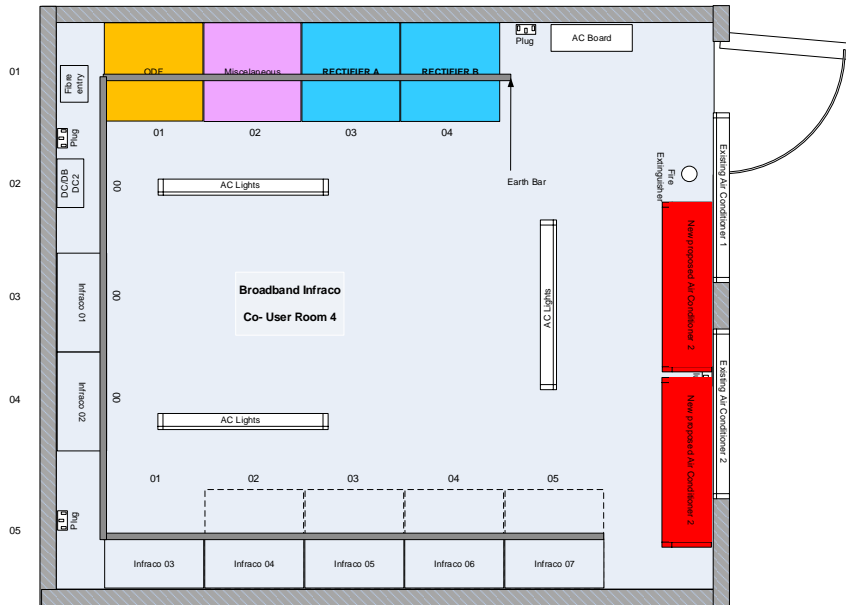 Plug
AC Board
01
Fibre
entry
ODF
Miscelaneous
RECTIFIER A
RECTIFIER B
01
02
03
04
Plug
02
DC/DB
DC2
00
AC Lights
Earth Bar
Fire
Extinguisher
Existing Air Conditioner 1
New proposed Air Conditioner 2
03
Infraco 01
00
Broadband Infraco
Co- User Room 4
AC Lights
04
Infraco 02
00
AC Lights
New proposed Air Conditioner 2
Existing Air Conditioner 2
01
02
03
04
05
05
Plug
Infraco 03
Infraco 04
Infraco 05
Infraco 06
Infraco 07